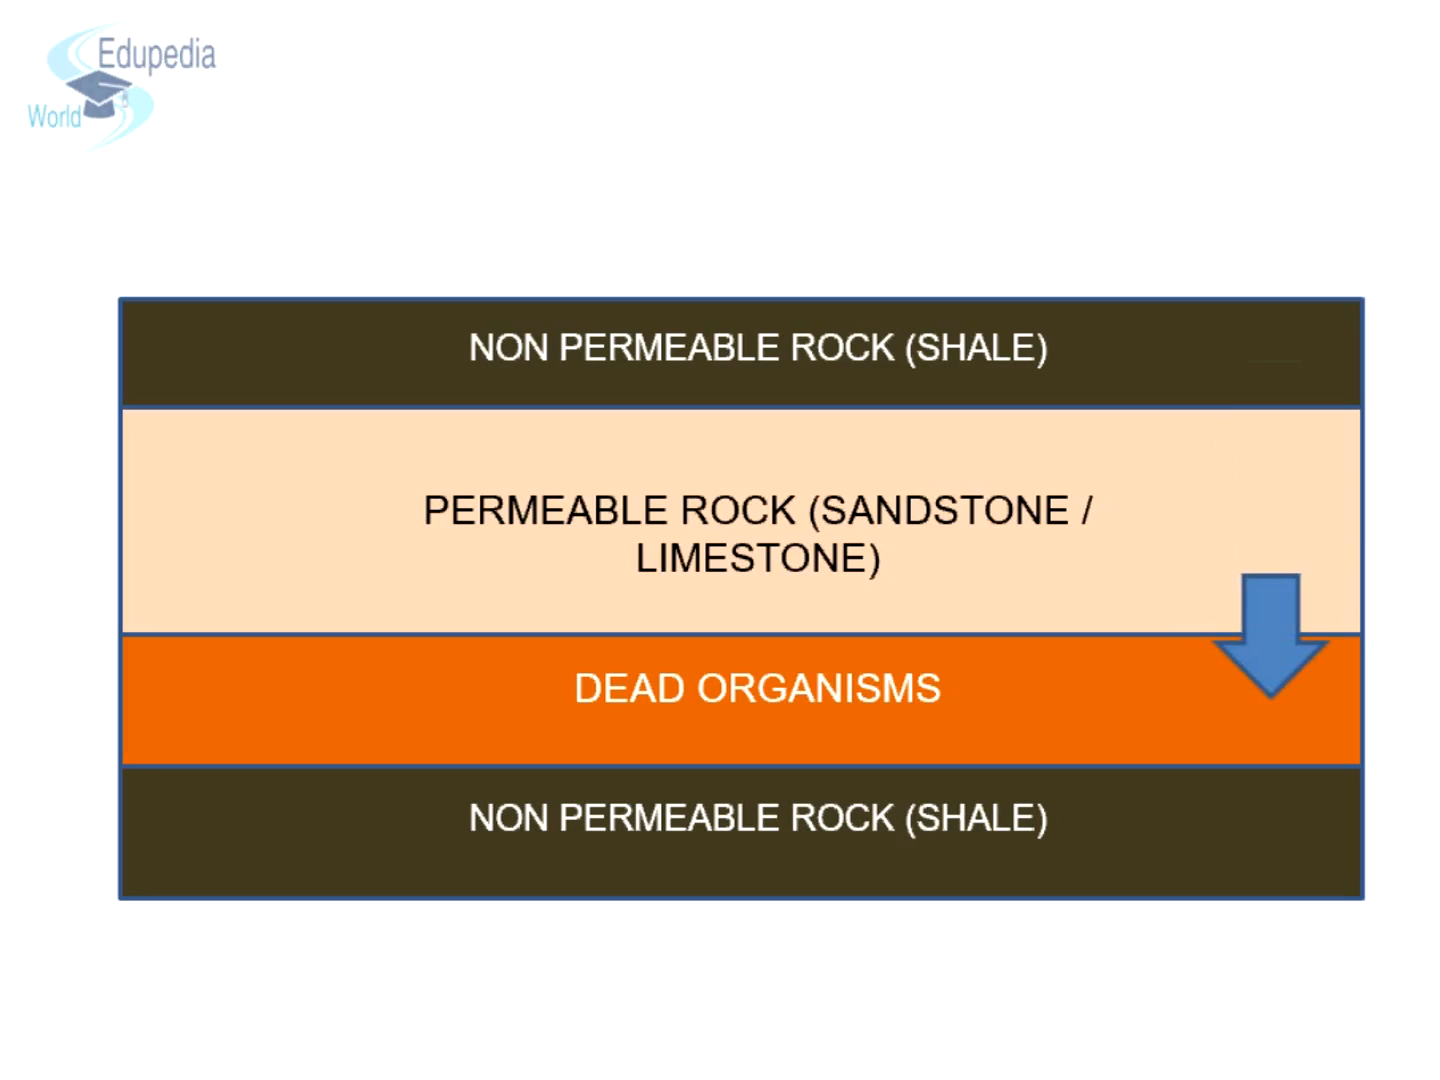 Edupedia
World
NON PERMEABLE ROCK (SHALE)
PERMEABLE ROCK (SANDSTONE /
LIMESTONE)
DEAD ORGANISMS
NON PERMEABLE ROCK (SHALE)